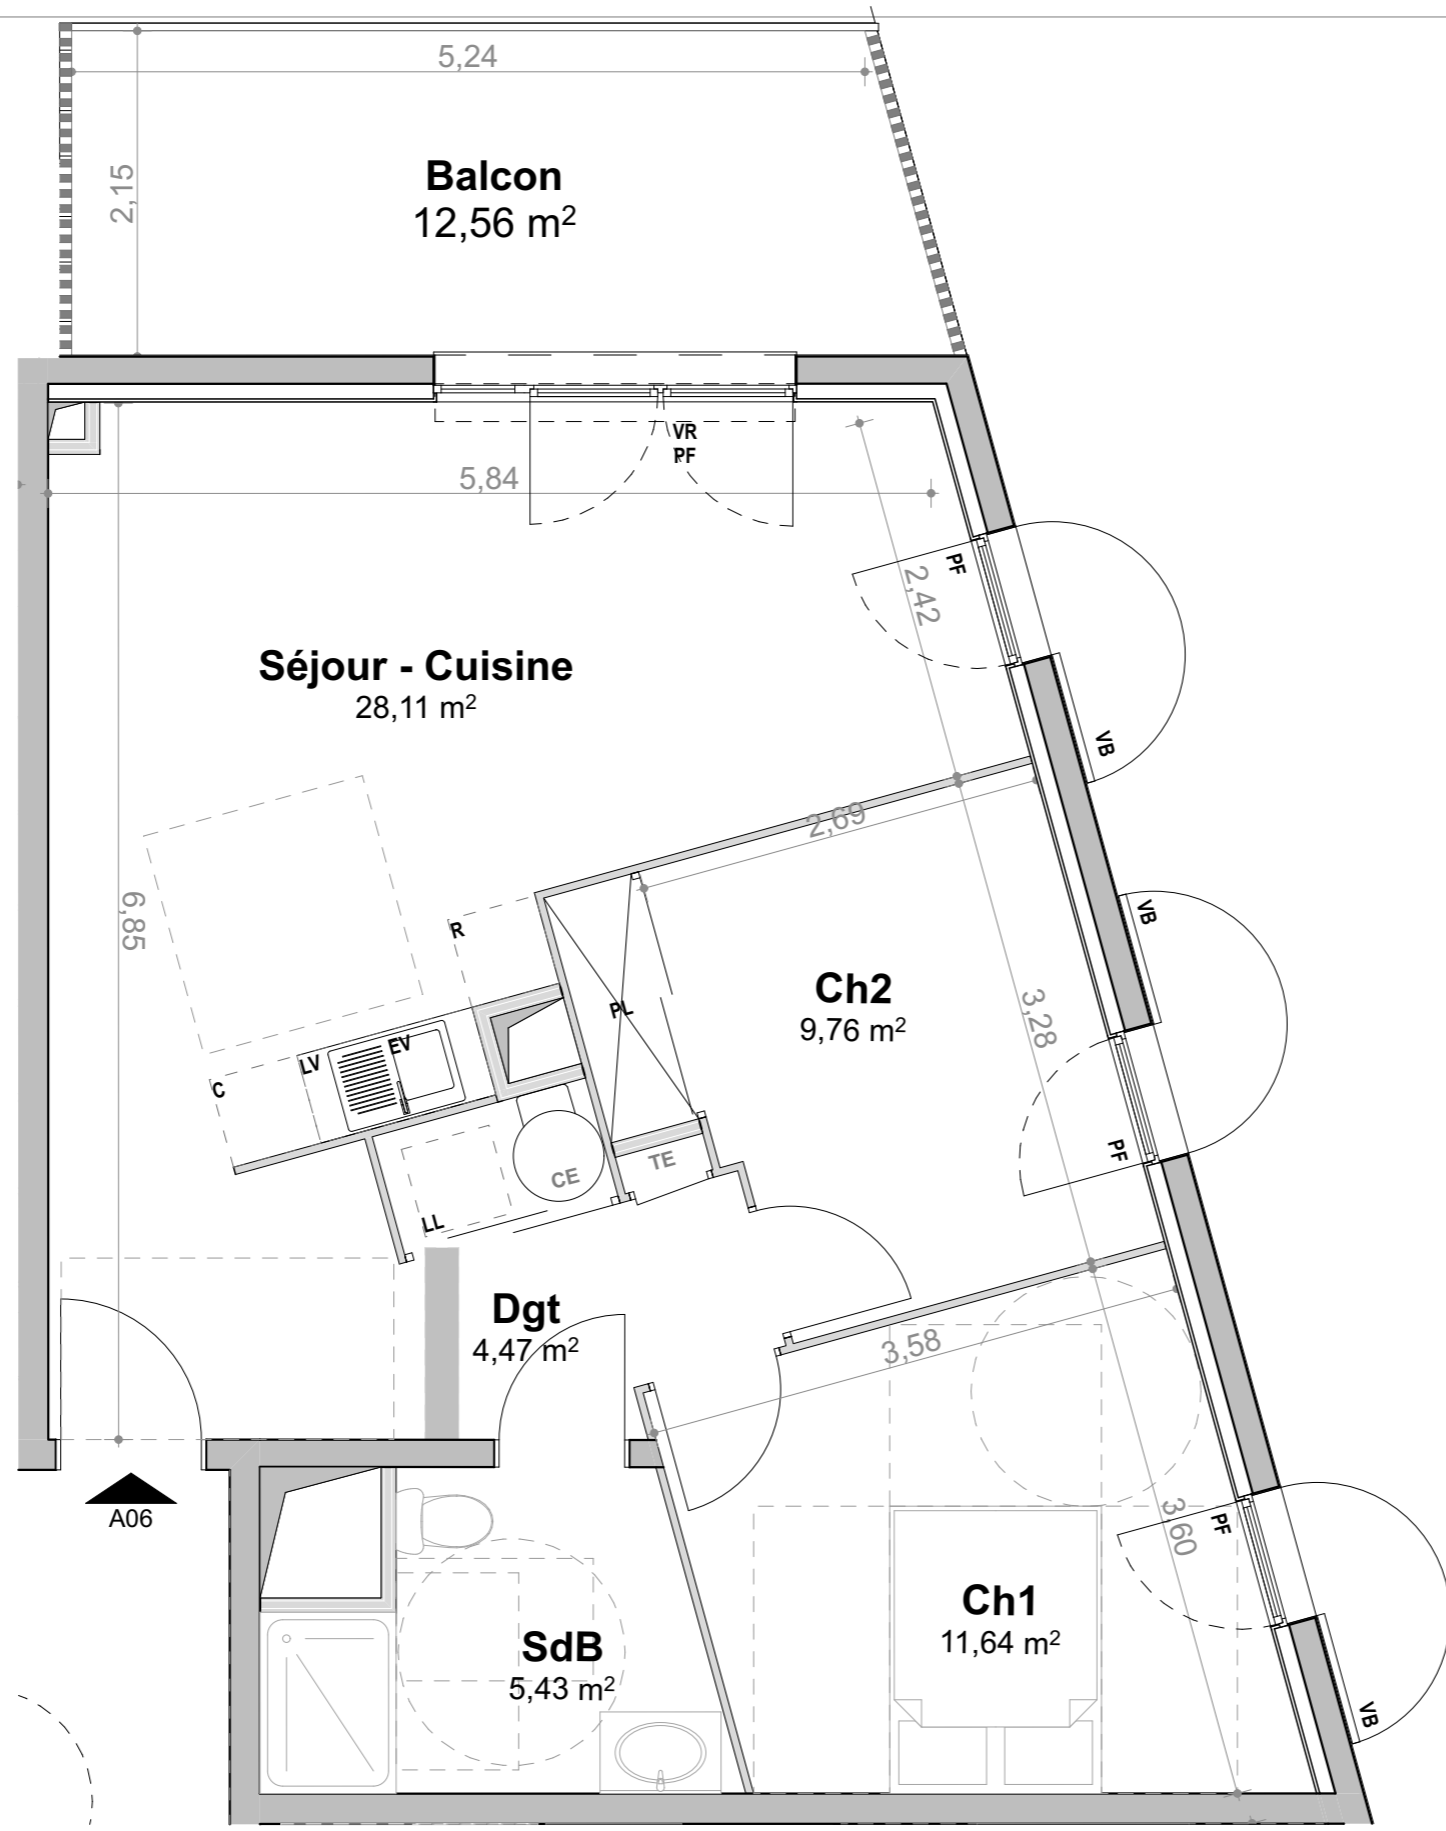 5,24
2,15
Balcon
12,56 m²
VR
PF
5,84
PF
2,42
Séjour - Cuisine
28,11 m²
VB
2,69
6,85
R
VB
PL
Ch2
9,76 m²
3,28
EV
LV
C
CE
TE
PF
LL
Dgt
4,47 m²
3,58
A06
3,60
PF
Ch1
11,64 m²
SdB
5,43 m²
VB